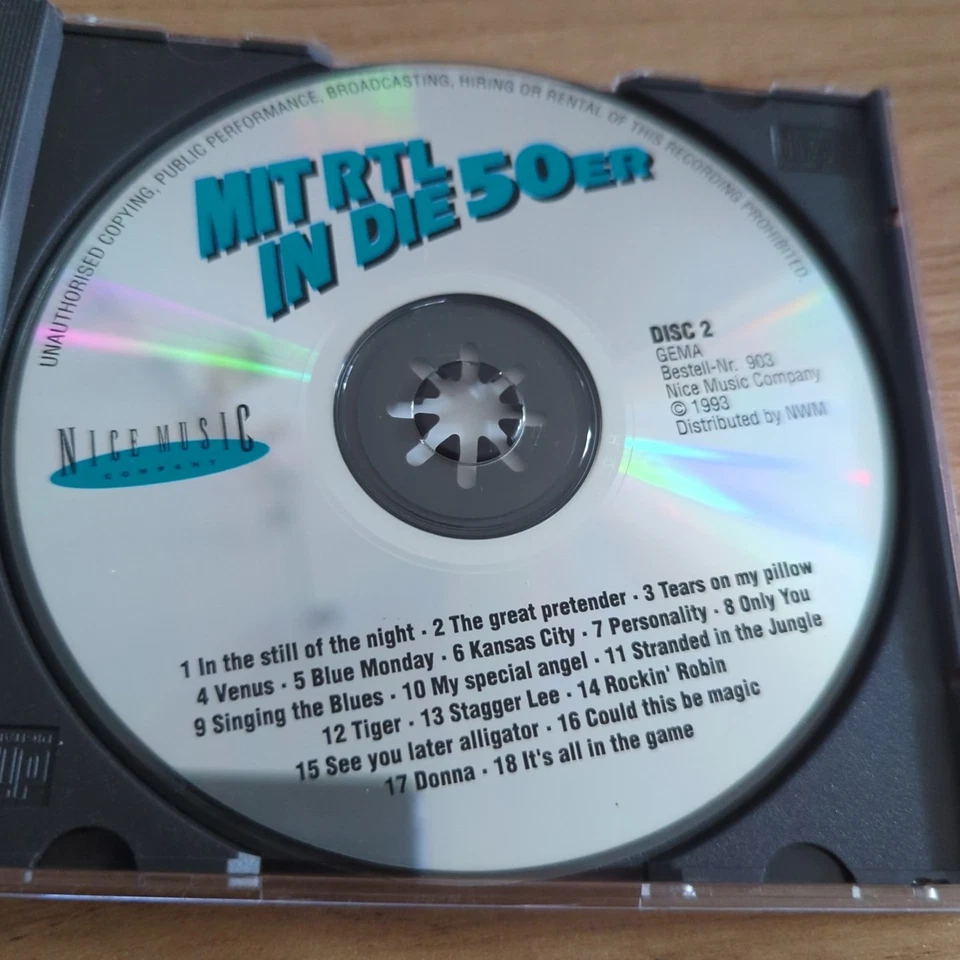 UNAUTHORISED COPYING, PUBLIC PERFORMANCE, BROADCASTING, HIRING OR RENTAL OF THIS RECORDING PROHIBITED.
MIT RTL
IN DIE 50ER
DISC 2
GEMA
Bestell-Nr. 903
Nice Music Company
© 1993
Distributed by NWM
NICE MUSIC
COMPANY
1 In the still of the night · 2 The great pretender · 3 Tears on my pillow
4 Venus · 5 Blue Monday · 6 Kansas City · 7 Personality · 8 Only You
9 Singing the Blues · 10 My special angel · 11 Stranded in the Jungle
12 Tiger · 13 Stagger Lee · 14 Rockin' Robin
15 See you later alligator · 16 Could this be magic
17 Donna · 18 It's all in the game